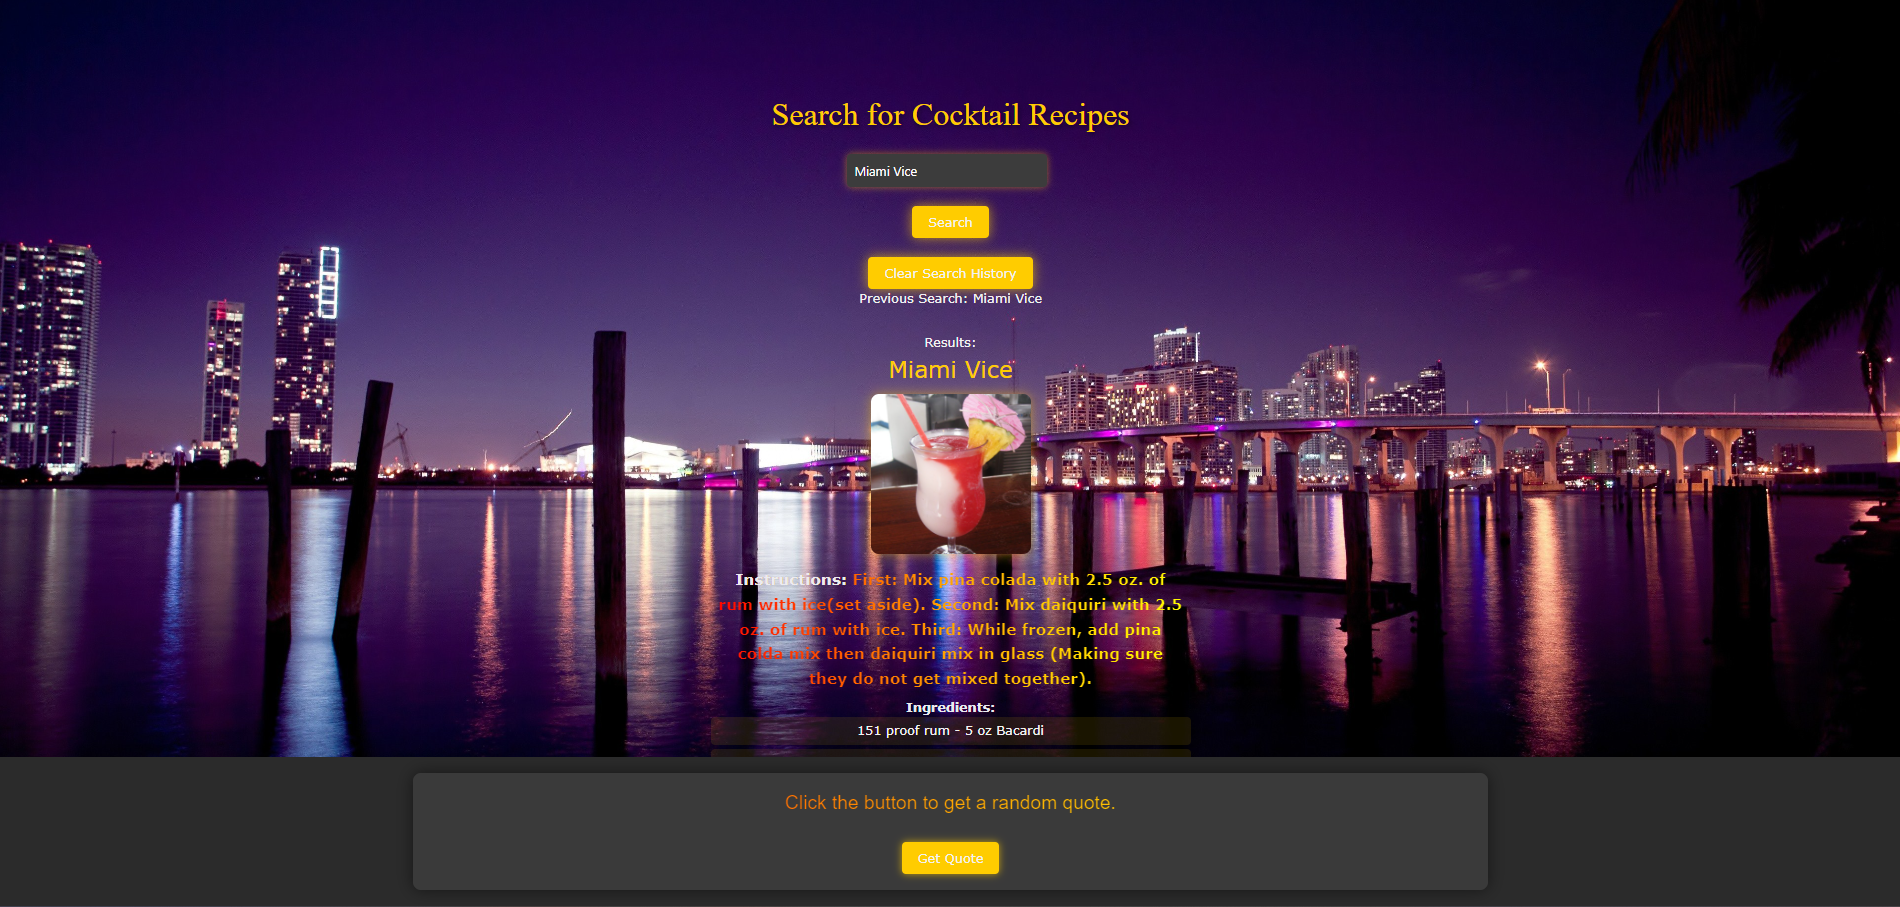 Search for Cocktail Recipes
Miami Vice
Search
Clear Search History
Previous Search: Miami Vice
Results:
Miami Vice
Instructions: First: Mix pina colada with 2.5 oz. of
rum with ice(set aside). Second: Mix daiquiri with 2.5
oz. of rum with ice. Third: While frozen, add pina
colda mix then daiquiri mix in glass (Making sure
they do not get mixed together).
Ingredients:
151 proof rum - 5 oz Bacardi
Click the button to get a random quote.
Get Quote